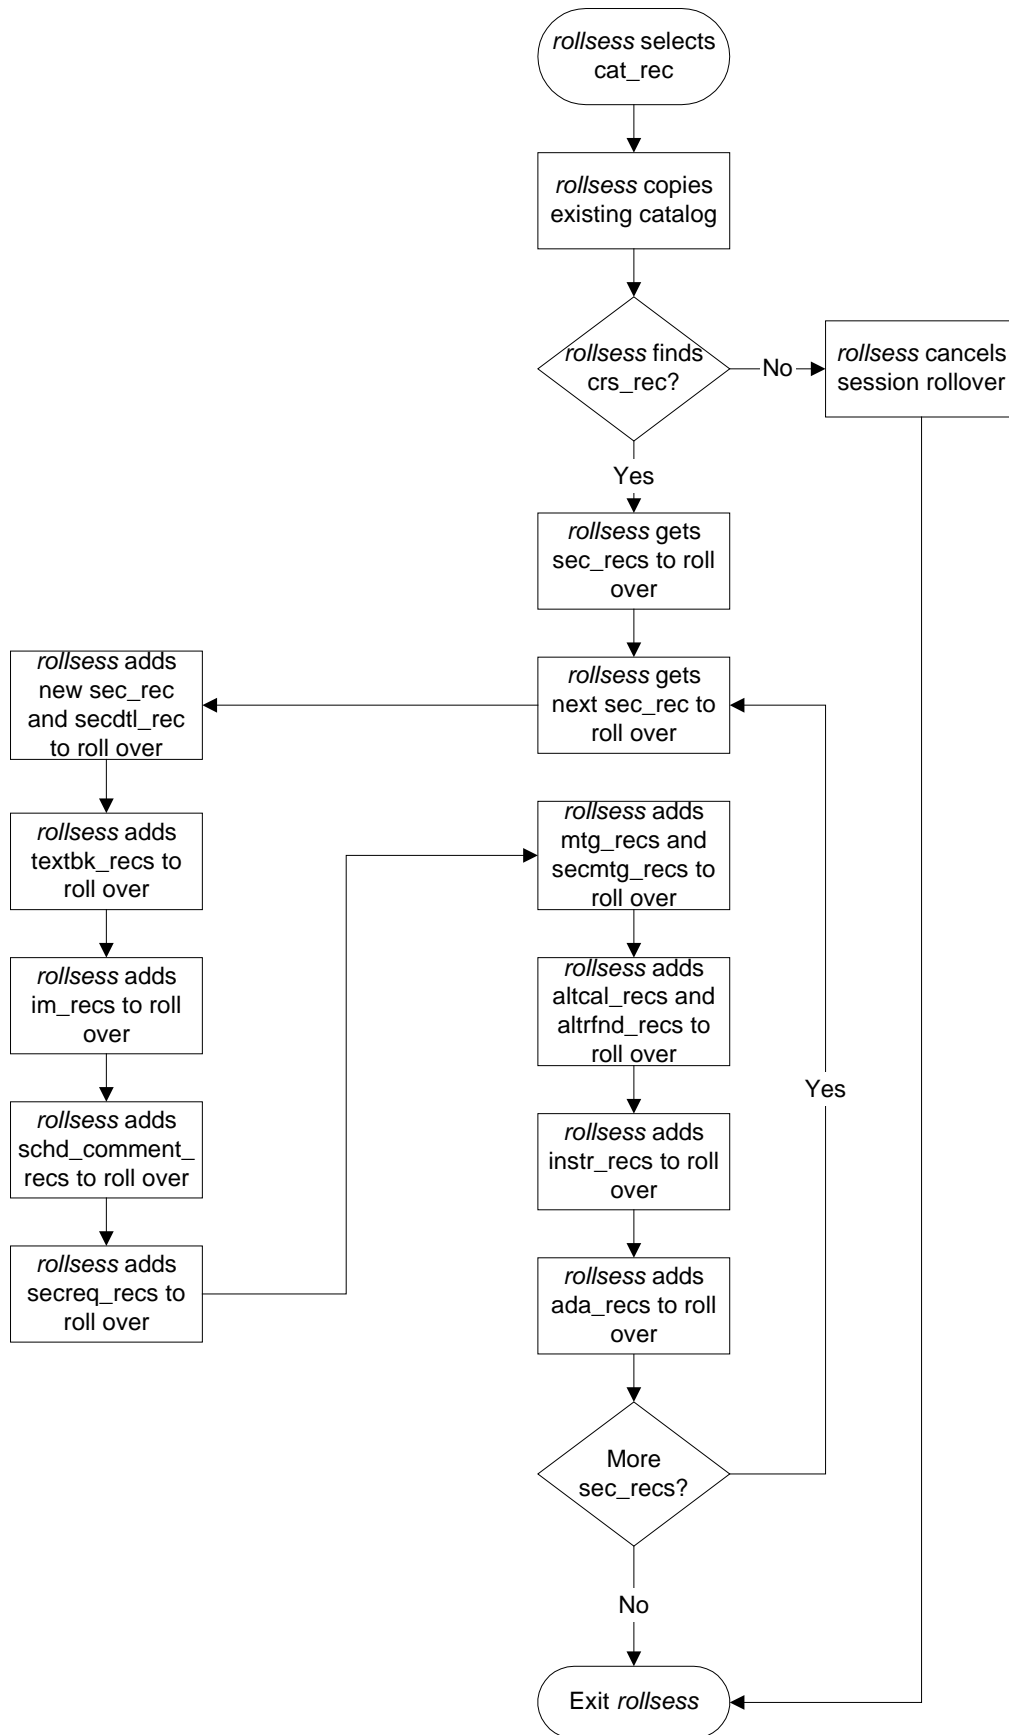 rollsess selects
cat_rec
rollsess copies
existing catalog
rollsess finds
crs_rec?
No
rollsess cancels
session rollover
Yes
rollsess gets
sec_recs to roll
over
rollsess gets
next sec_rec to
roll over
rollsess adds
new sec_rec
and secdtl_rec
to roll over
rollsess adds
textbk_recs to
roll over
rollsess adds
im_recs to roll
over
rollsess adds
schd_comment_
recs to roll over
rollsess adds
secreq_recs to
roll over
rollsess adds
mtg_recs and
secmtg_recs to
roll over
rollsess adds
altcal_recs and
altrfnd_recs to
roll over
rollsess adds
instr_recs to roll
over
rollsess adds
ada_recs to roll
over
More
sec_recs?
Yes
No
Exit rollsess